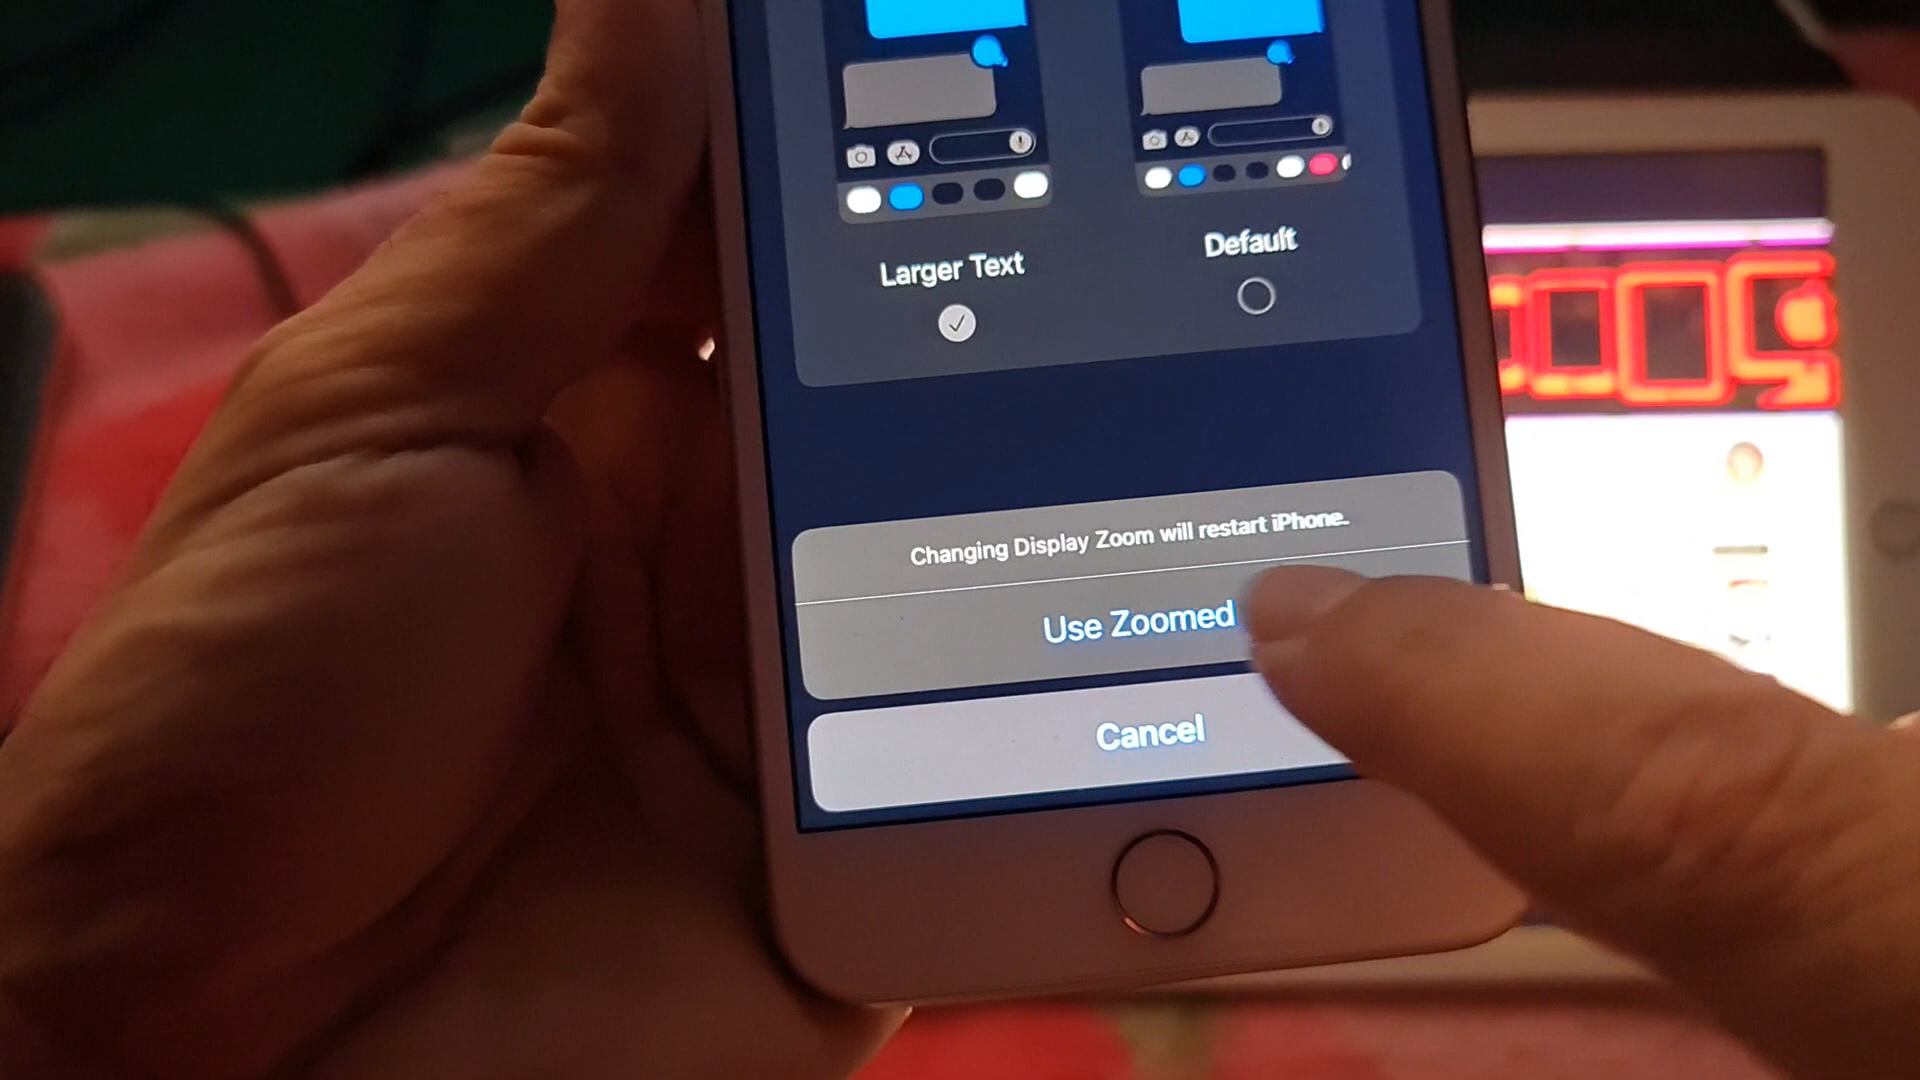 Larger Text
Default
Changing Display Zoom will restart iPhone.
Use Zoomed
Cancel